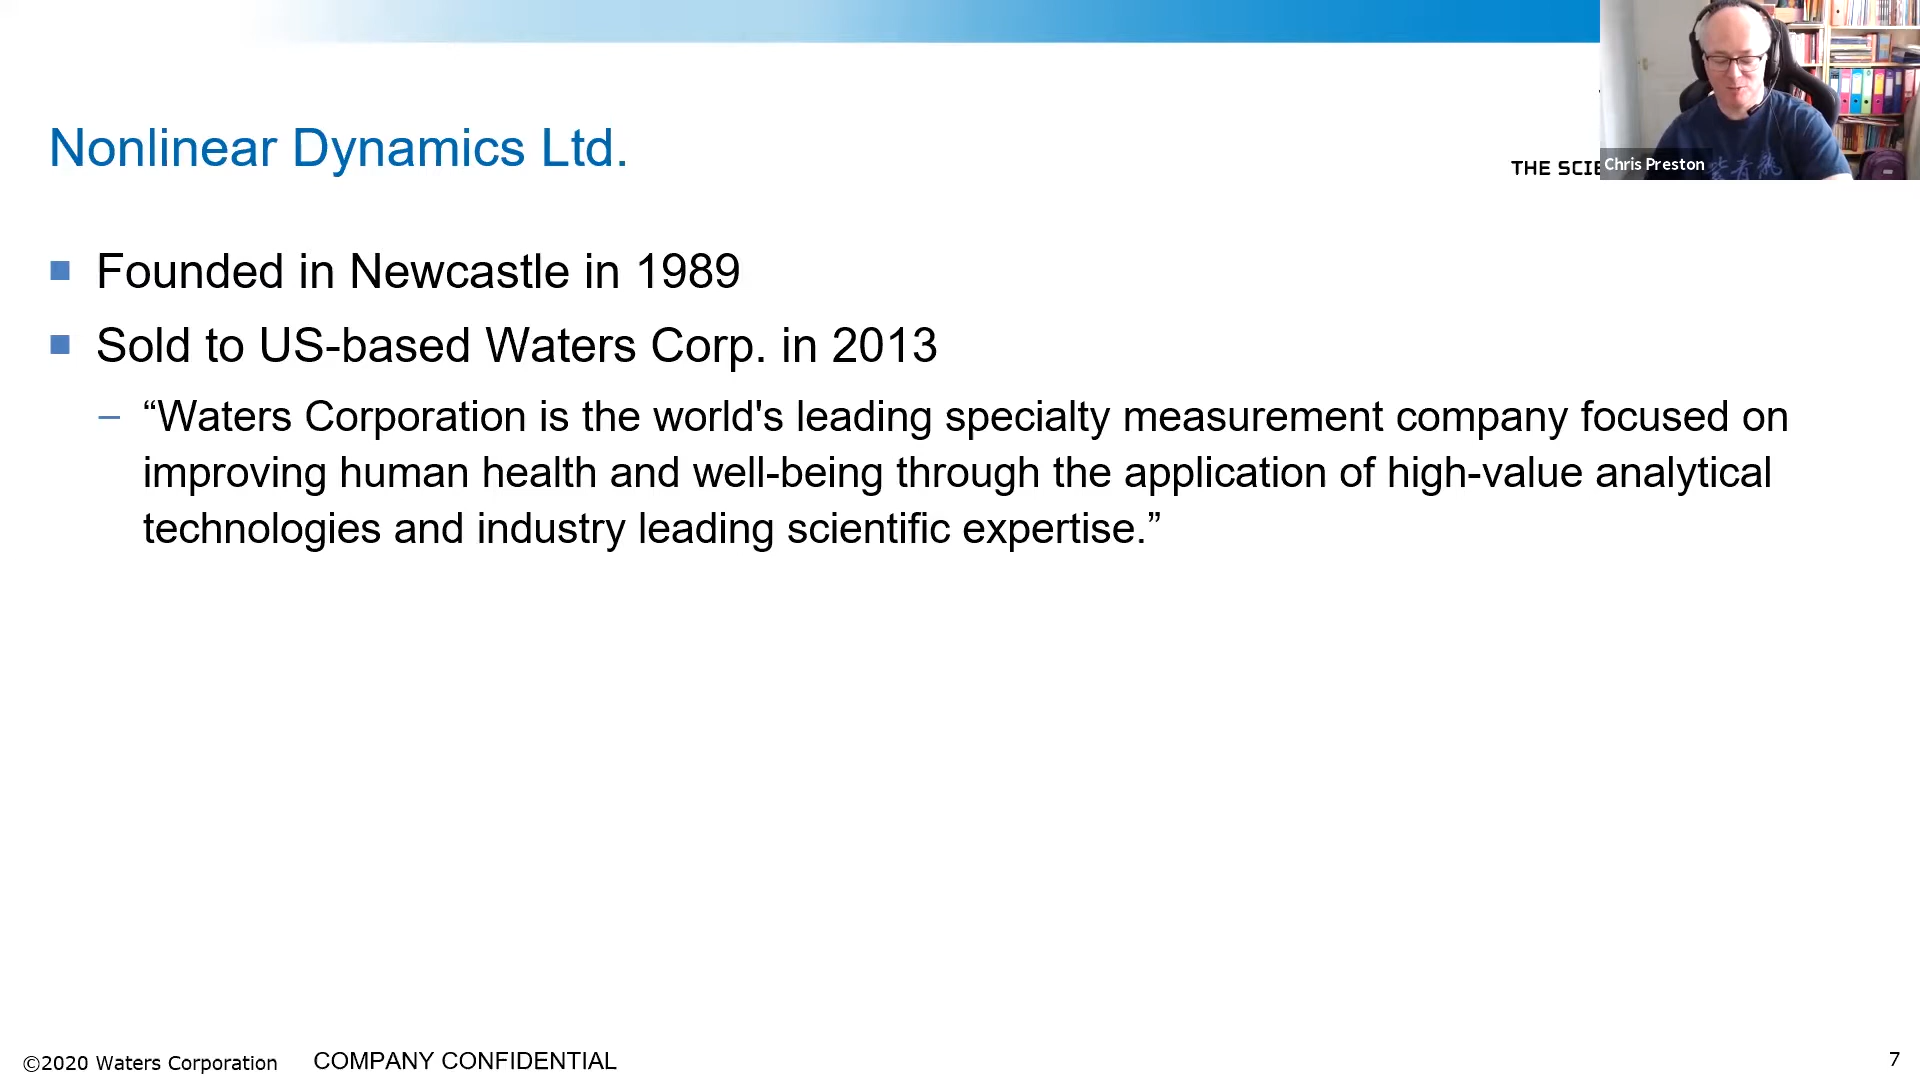 Nonlinear Dynamics Ltd.
THE SCIE
Chris Preston
Founded in Newcastle in 1989
Sold to US-based Waters Corp. in 2013
– “Waters Corporation is the world's leading specialty measurement company focused on
improving human health and well-being through the application of high-value analytical
technologies and industry leading scientific expertise.”
©2020 Waters Corporation COMPANY CONFIDENTIAL
7